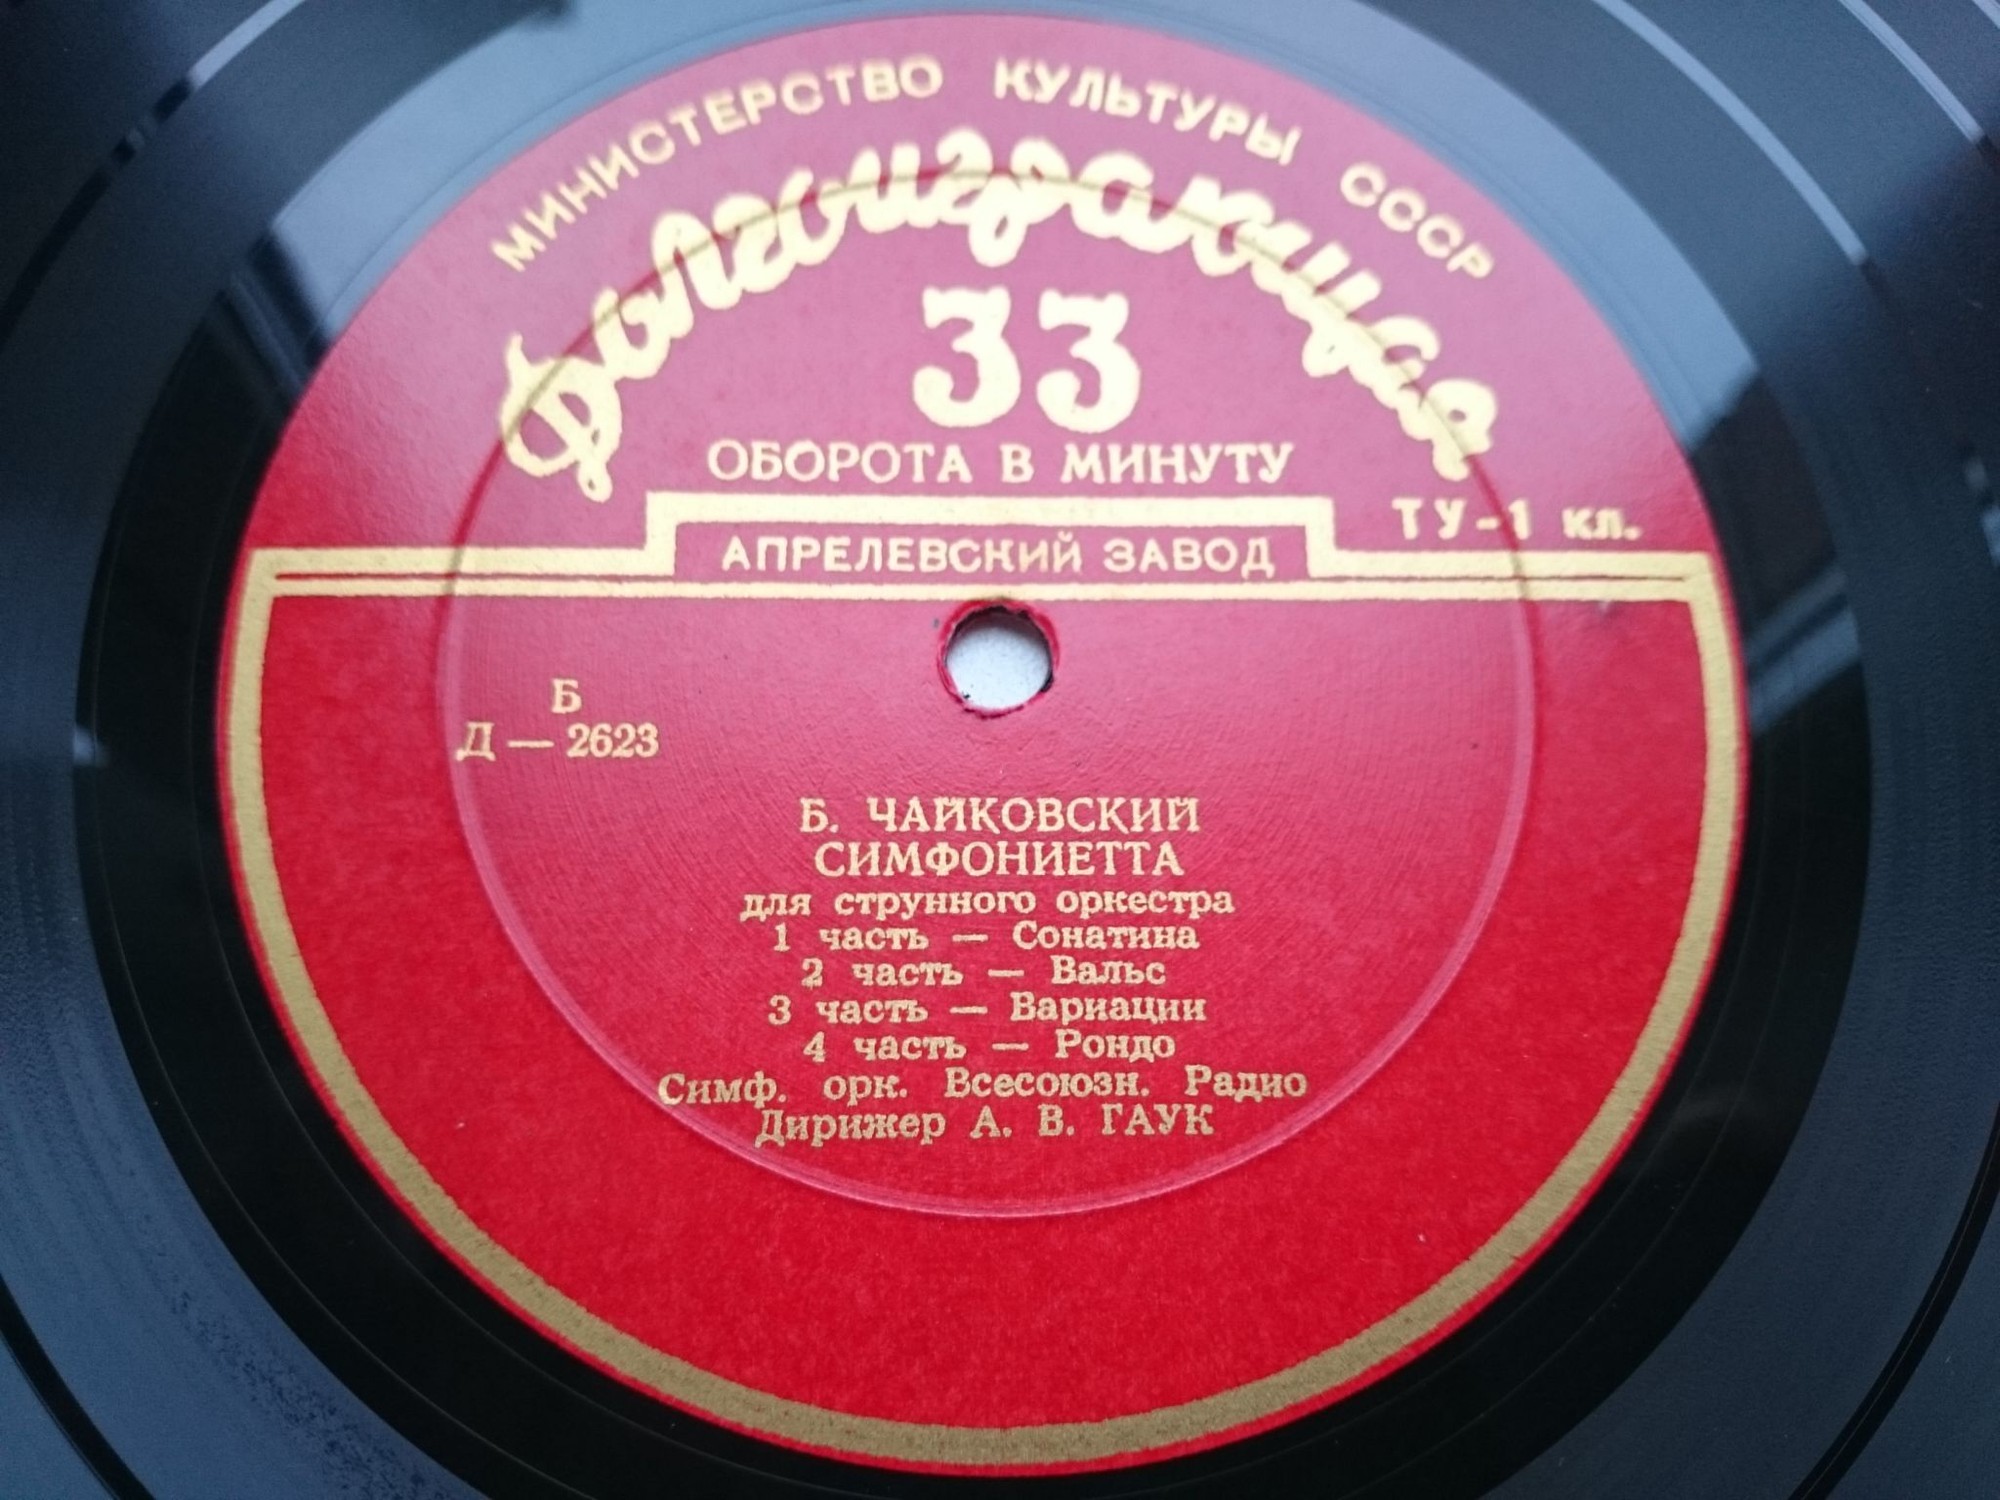 МИНИСТЕРСТВО КУЛЬТУРЫ СССР
Долгоиграющая
33
ОБОРОТА В МИНУТУ
ТУ-1 кл.
АПРЕЛЕВСКИЙ ЗАВОД
Б
Д — 2623
Б. ЧАЙКОВСКИЙ
СИМФОНИЕТТА
для струнного оркестра
1 часть — Сонатина
2 часть — Вальс
3 часть — Вариации
4 часть — Рондо
Симф. орк. Всесоюзн. Радио
Дирижер А. В. ГАУК